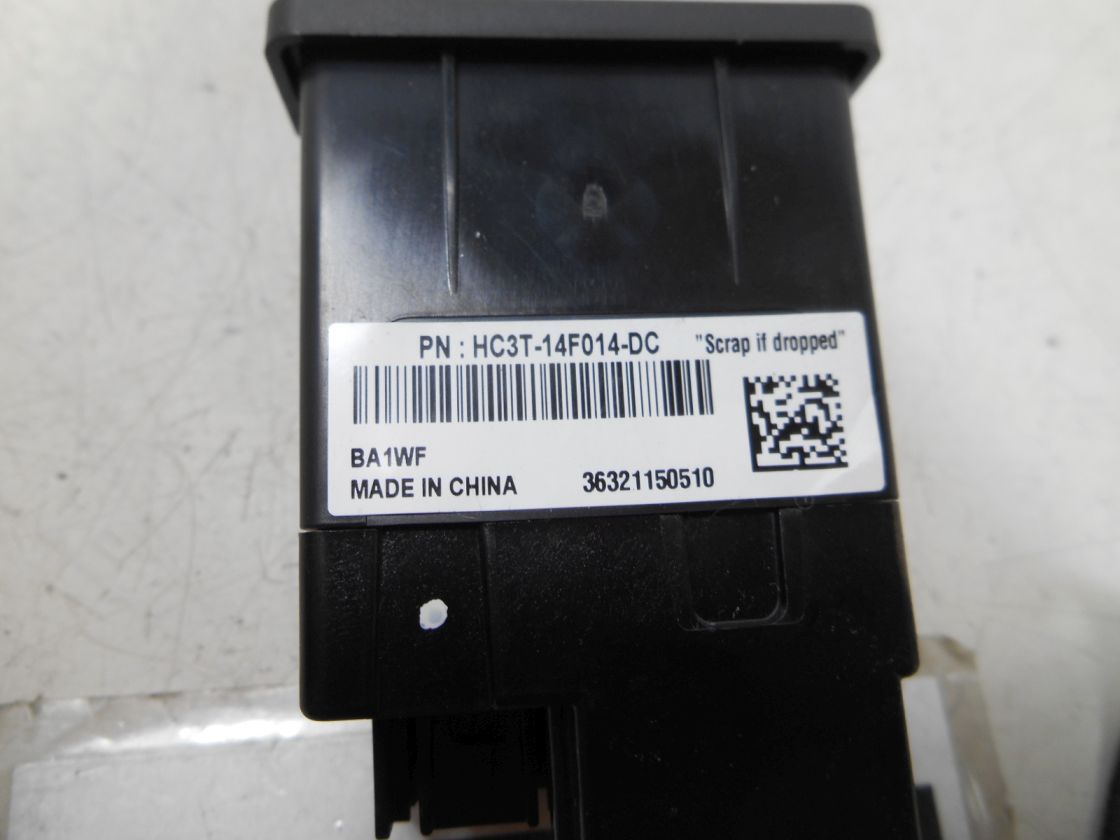 PN : HC3T-14F014-DC "Scrap if dropped"
BA1WF
MADE IN CHINA 36321150510